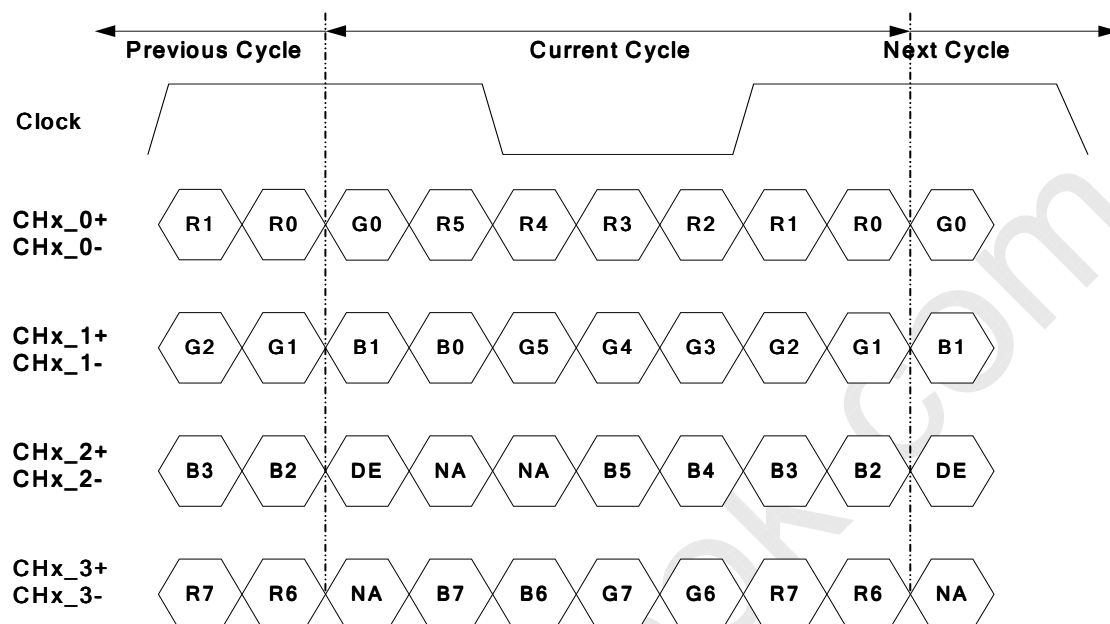 Previous Cycle Current Cycle Next Cycle
Clock
CHx_0+
CHx_0-
R1 R0 G0 R5 R4 R3 R2 R1 R0 G0
CHx_1+
CHx_1-
G2 G1 B1 B0 G5 G4 G3 G2 G1 B1
CHx_2+
CHx_2-
B3 B2 DE NA NA B5 B4 B3 B2 DE
CHx_3+
CHx_3-
R7 R6 NA B7 B6 G7 G6 R7 R6 NA